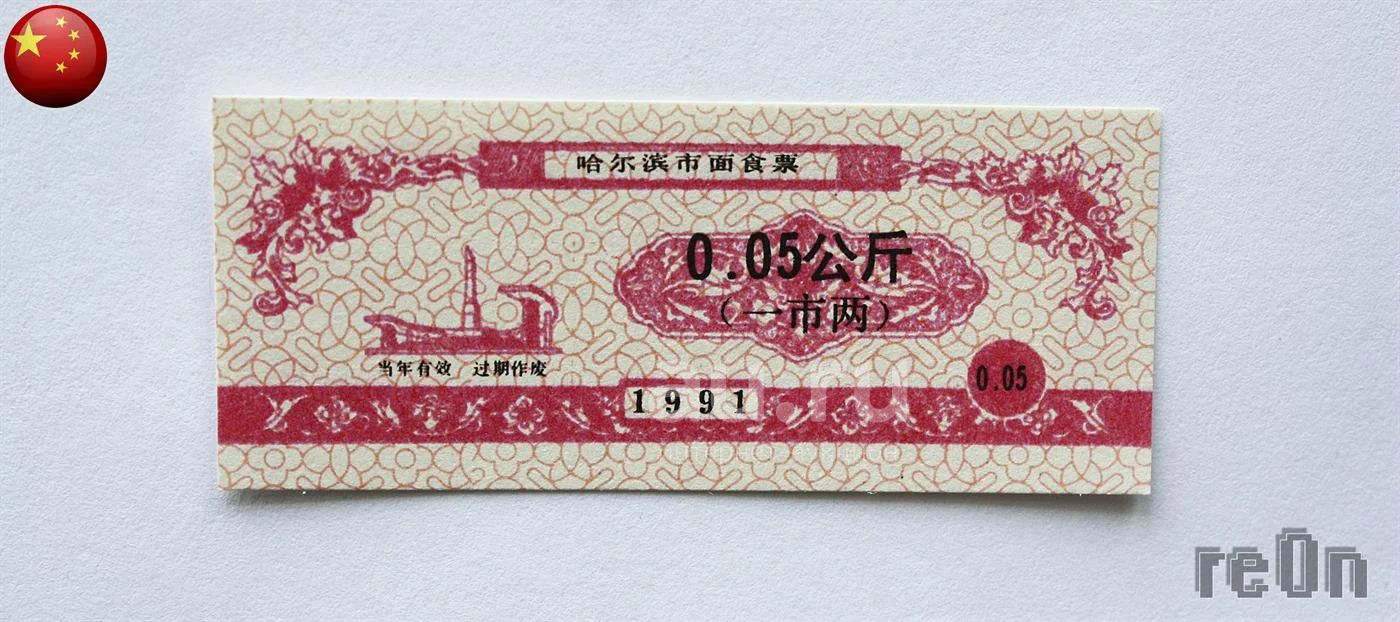 哈尔滨市面食票
0.05公斤
（一市两）
当年有效 过期作废
0.05
1991
.ru
re0n